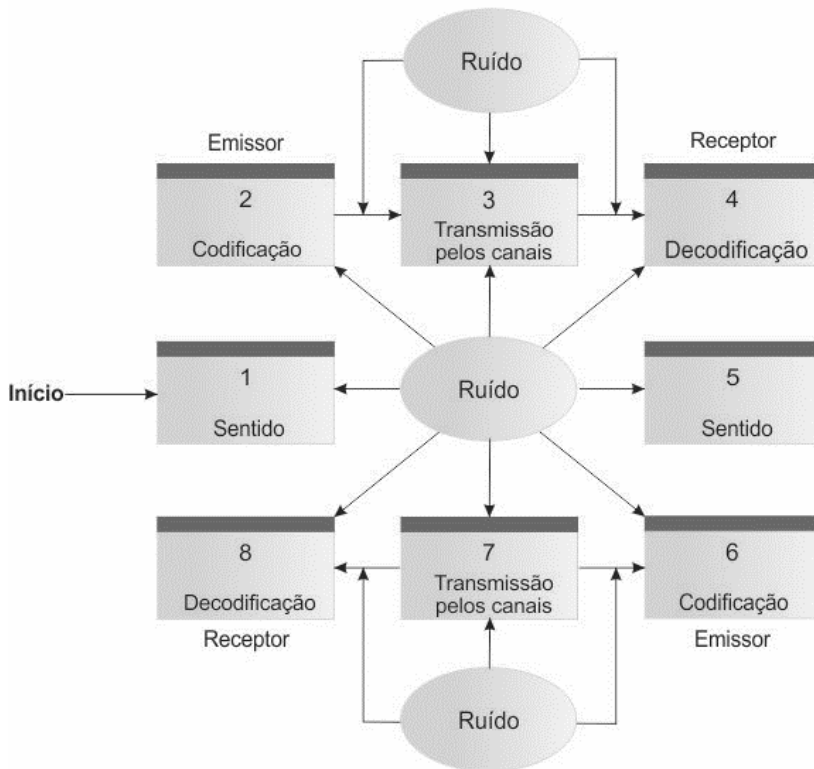 Ruído
Emissor
Receptor
2
Codificação
3
Transmissão
pelos canais
4
Decodificação
Início
1
Sentido
Ruído
5
Sentido
8
Decodificação
Receptor
7
Transmissão
pelos canais
6
Codificação
Emissor
Ruído